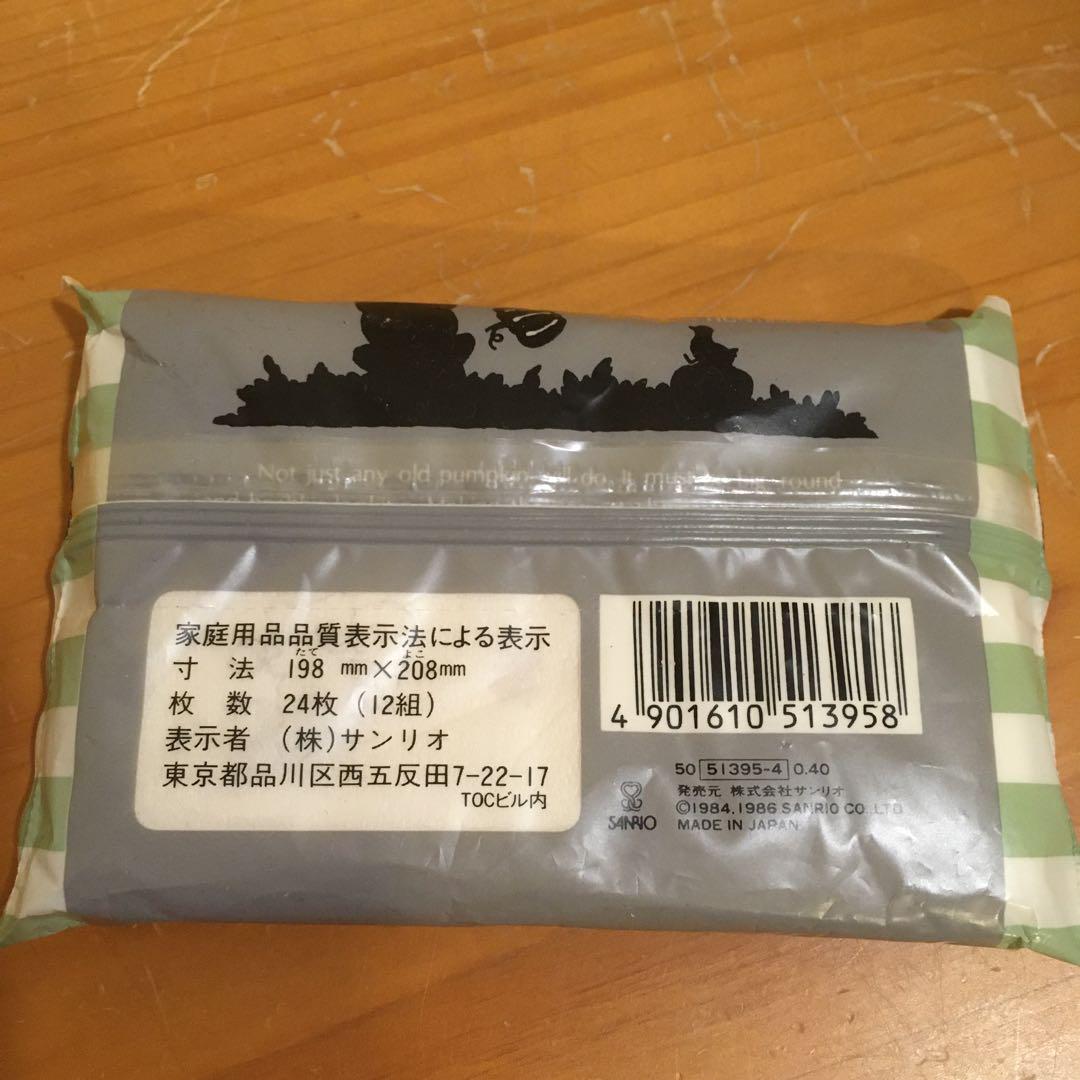 Not just any old pumpkin will do. It must be big, round
家庭用品品質表示法による表示
寸 法 198 mm×208mm
たて よこ
枚 数 24枚 (12組)
表示者 (株)サンリオ
東京都品川区西五反田7-22-17
TOCビル内
4 901610 513958
50 51395-4 0.40
発売元 株式会社サンリオ
©1984,1986 SANRIO CO.,LTD.
MADE IN JAPAN
SANRIO